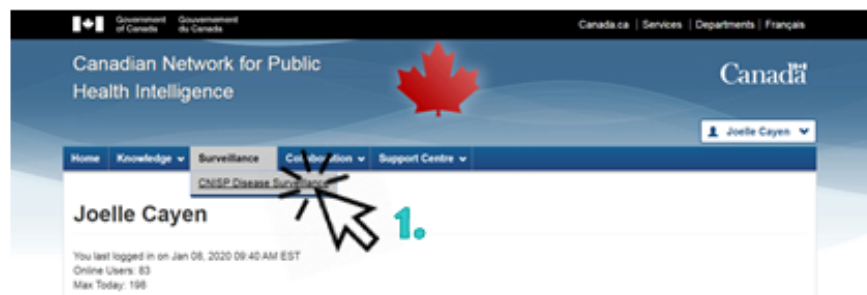 Government of Canada
Gouvernement du Canada
Canada.ca | Services | Departments | Français
Canadian Network for Public
Health Intelligence
Canada
Joelle Cayen
Home Knowledge Surveillance Collaboration Support Centre
CNISP Disease Surveillance
Joelle Cayen
1.
You last logged in on Jan 08, 2020 09:40 AM EST
Online Users: 83
Max Today: 198